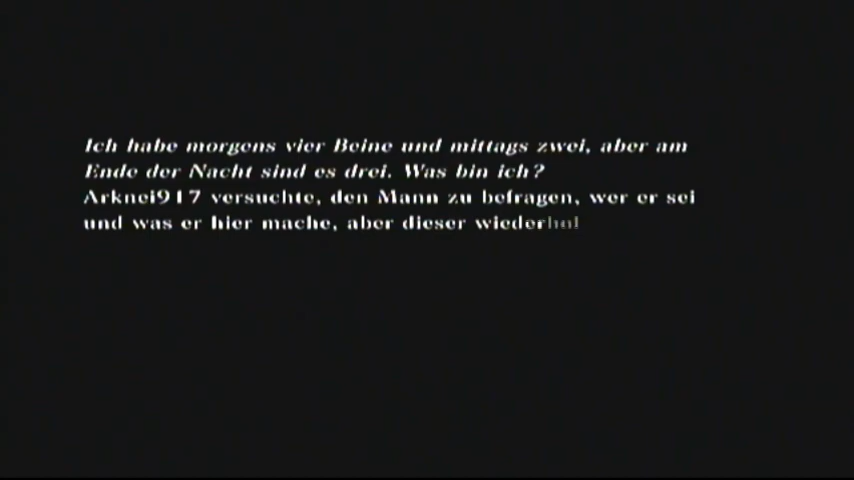 Ich habe morgens vier Beine und mittags zwei, aber am
Ende der Nacht sind es drei. Was bin ich?
Arknei917 versuchte, den Mann zu befragen, wer er sei
und was er hier mache, aber dieser wiederhol